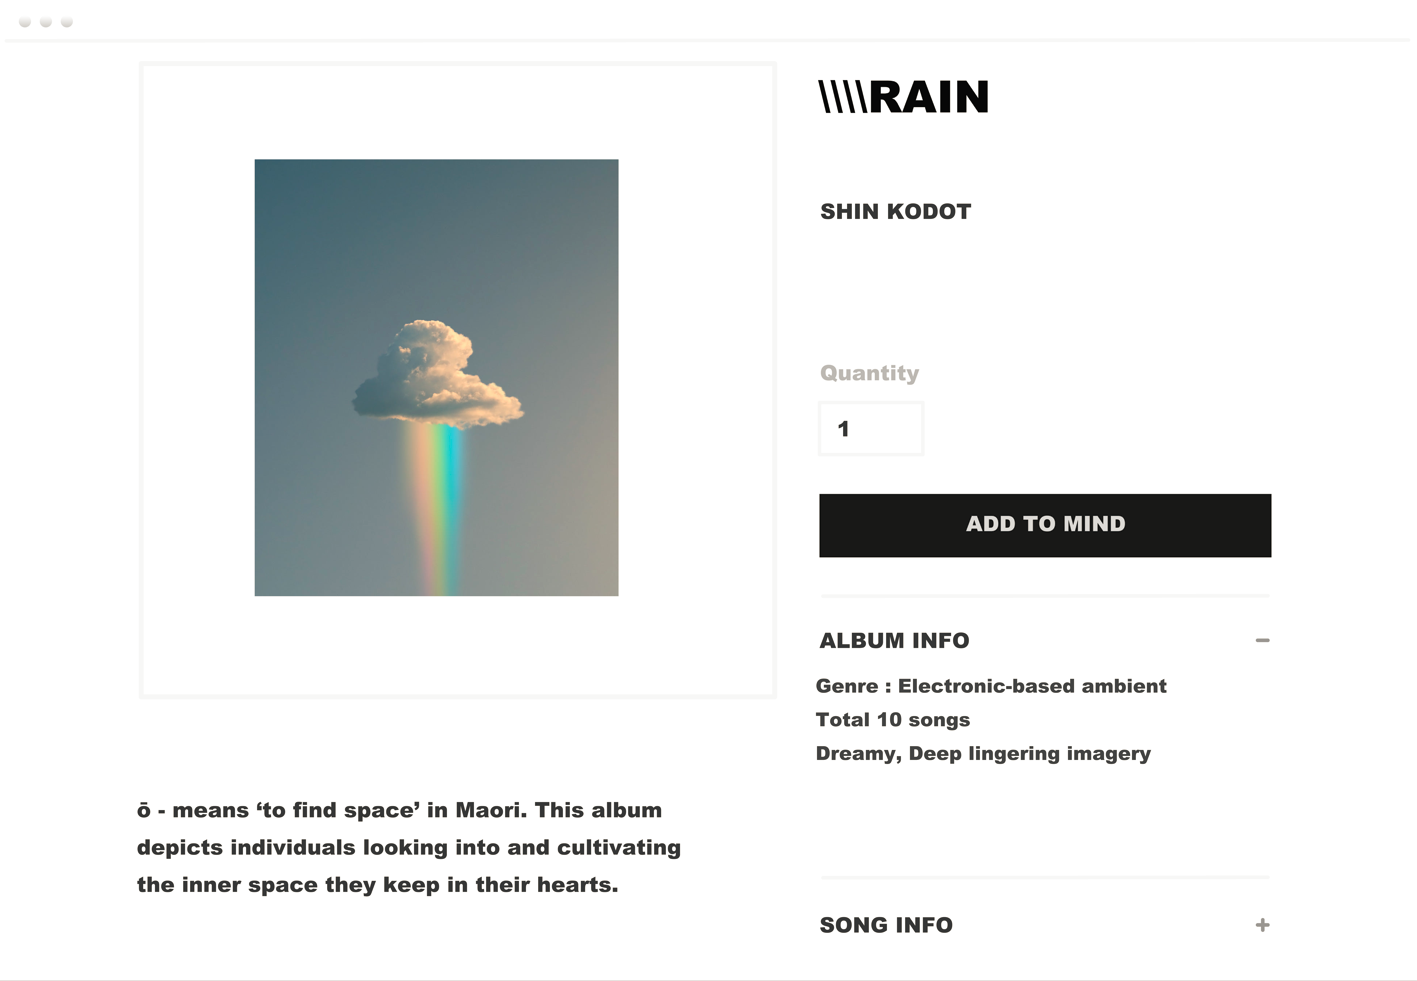 \\\\RAIN
SHIN KODOT
Quantity
1
ADD TO MIND
ALBUM INFO
Genre : Electronic-based ambient
Total 10 songs
Dreamy, Deep lingering imagery
ō - means ‘to find space’ in Maori. This album
depicts individuals looking into and cultivating
the inner space they keep in their hearts.
SONG INFO